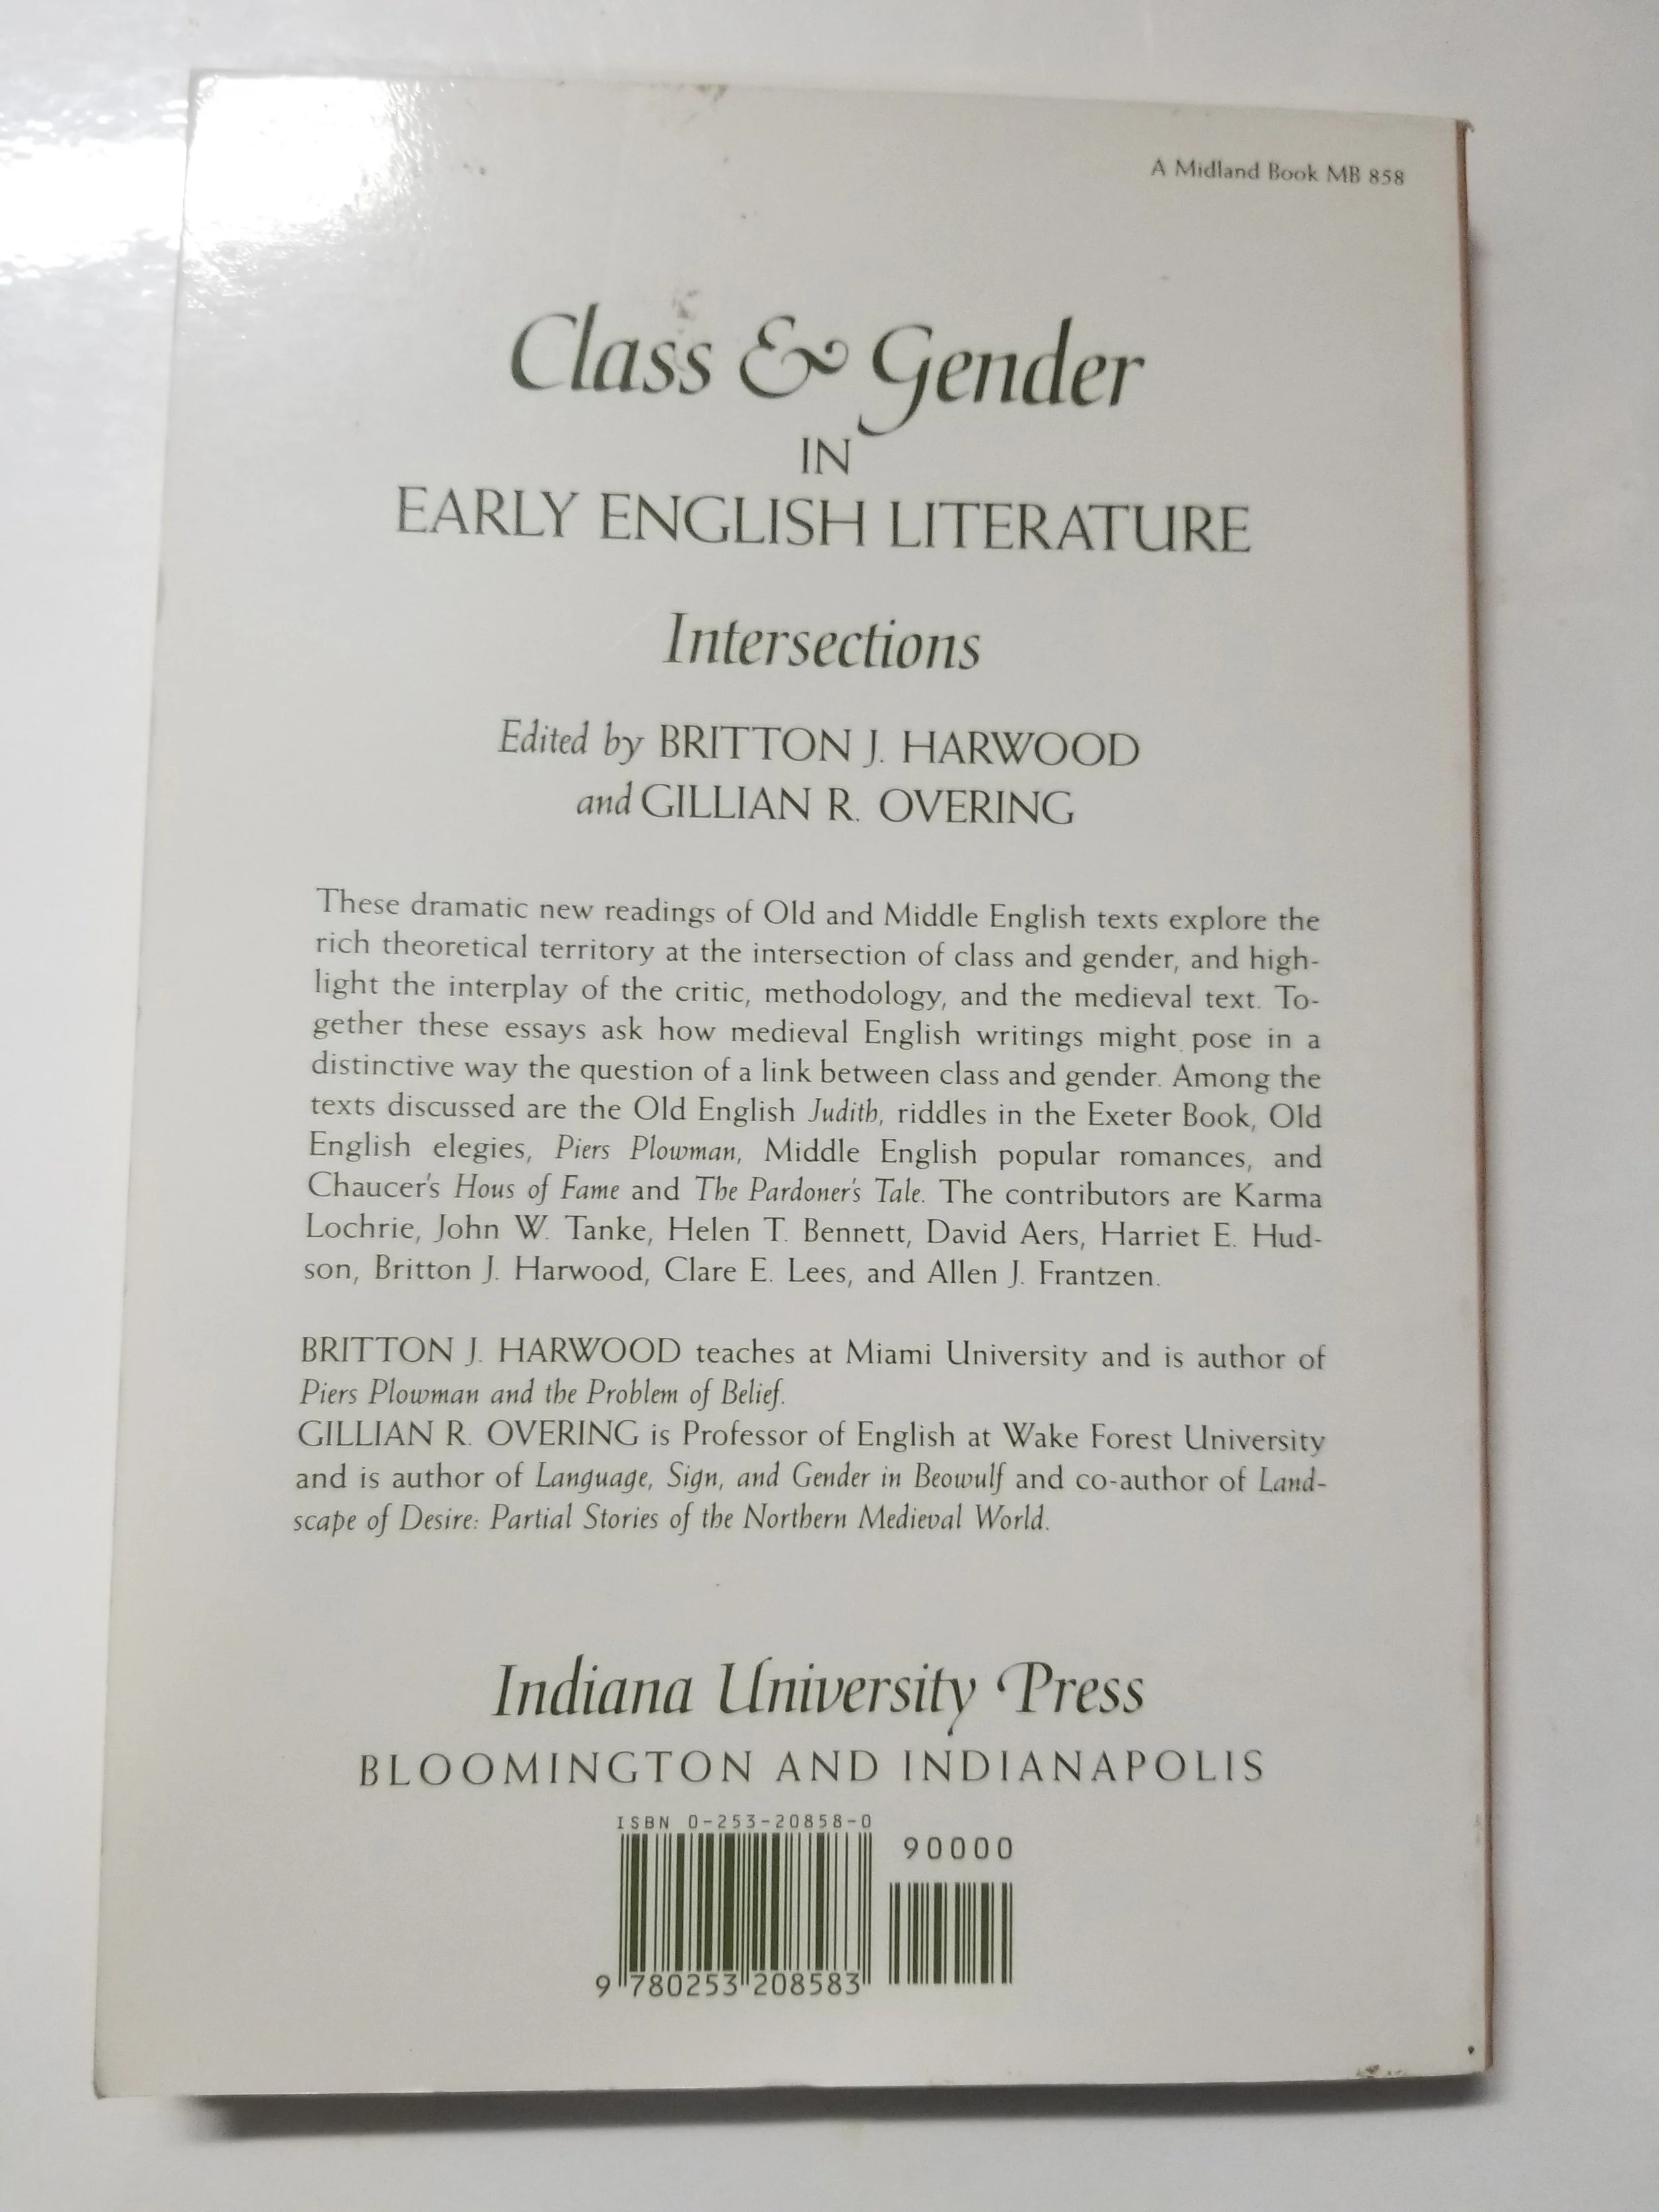 A Midland Book MB 858
Class & Gender
IN
EARLY ENGLISH LITERATURE
Intersections
Edited by BRITTON J. HARWOOD
and GILLIAN R. OVERING
These dramatic new readings of Old and Middle English texts explore the
rich theoretical territory at the intersection of class and gender, and high-
light the interplay of the critic, methodology, and the medieval text. To-
gether these essays ask how medieval English writings might pose in a
distinctive way the question of a link between class and gender. Among the
texts discussed are the Old English Judith, riddles in the Exeter Book, Old
English elegies, Piers Plowman, Middle English popular romances, and
Chaucer's Hous of Fame and The Pardoner's Tale. The contributors are Karma
Lochrie, John W. Tanke, Helen T. Bennett, David Aers, Harriet E. Hud-
son, Britton J. Harwood, Clare E. Lees, and Allen J. Frantzen.
BRITTON J. HARWOOD teaches at Miami University and is author of
Piers Plowman and the Problem of Belief.
GILLIAN R. OVERING is Professor of English at Wake Forest University
and is author of Language, Sign, and Gender in Beowulf and co-author of Land-
scape of Desire: Partial Stories of the Northern Medieval World.
Indiana University Press
BLOOMINGTON AND INDIANAPOLIS
ISBN 0-253-20858-0
90000
9 780253 208583